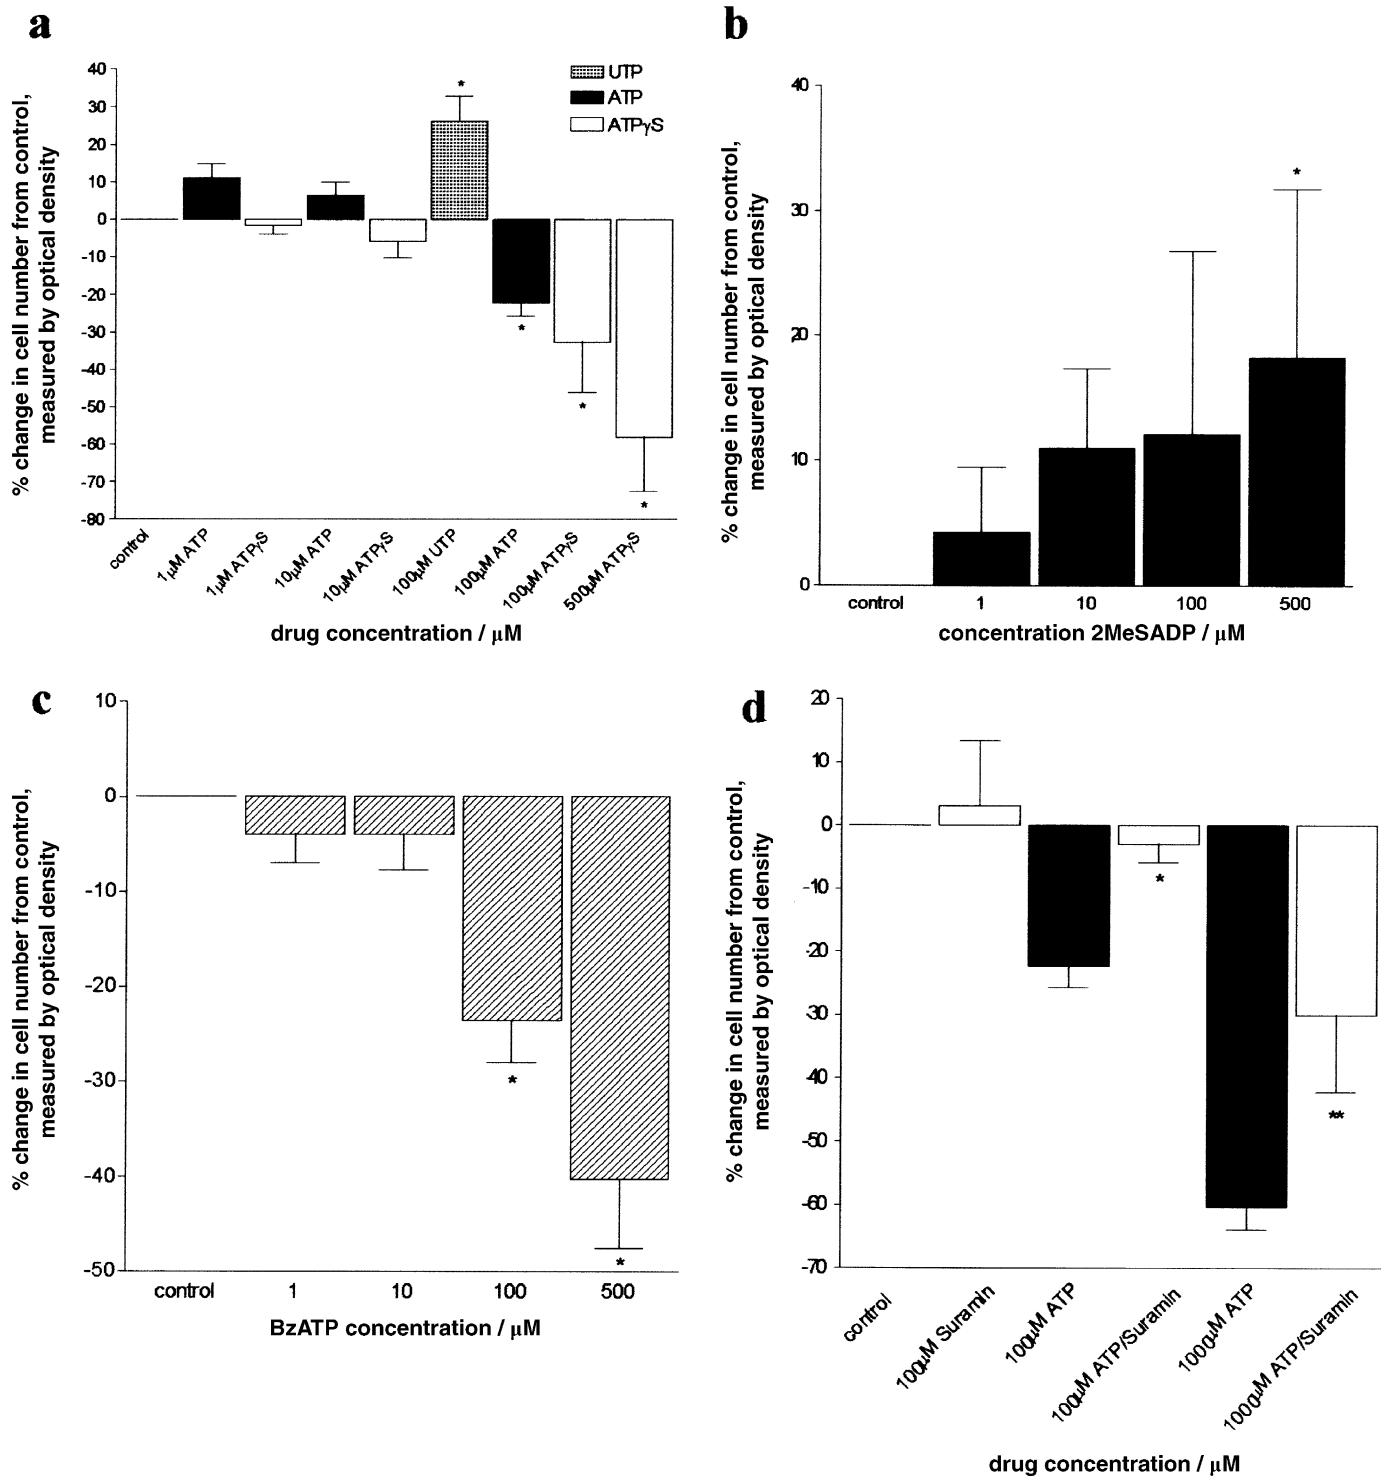 a
% change in cell number from control,
measured by optical density
40
30
20
10
0
-10
-20
-30
-40
-50
-60
-70
-80
UTP
ATP
ATPγS
*
*
*
*
control
1μM ATP
1μM ATPγS
10μM ATP
10μM ATPγS
100μM UTP
100μM ATP
100μM ATPγS
500μM ATPγS
drug concentration / μM
b
% change in cell number from control,
measured by optical density
40
30
20
10
0
*
control 1 10 100 500
concentration 2MeSADP / μM
c
% change in cell number from control,
measured by optical density
10
0
-10
-20
-30
-40
-50
*
*
control 1 10 100 500
BzATP concentration / μM
d
% change in cell number from control,
measured by optical density
20
10
0
-10
-20
-30
-40
-50
-60
-70
*
**
control
100μM Suramin
100μM ATP
100μM ATP/Suramin
1000μM ATP
1000μM ATP/Suramin
drug concentration / μM